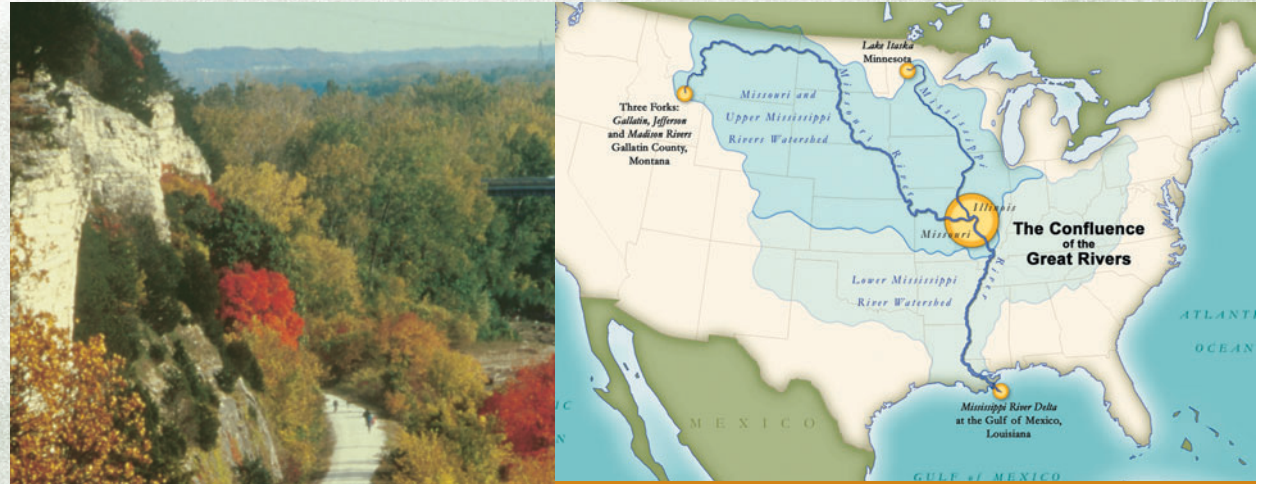 Lake Itaska
Minnesota
Three Forks:
Gallatin, Jefferson
and Madison Rivers
Gallatin County,
Montana
Missouri and
Upper Mississippi
Rivers Watershed
Missouri
River
Mississippi
River
Illinois
Missouri
The Confluence
of the
Great Rivers
Lower Mississippi
River Watershed
ATLANTI
OCEAN
Mississippi River Delta
at the Gulf of Mexico,
Louisiana
MEXICO
GULF of MEXICO
IC
N